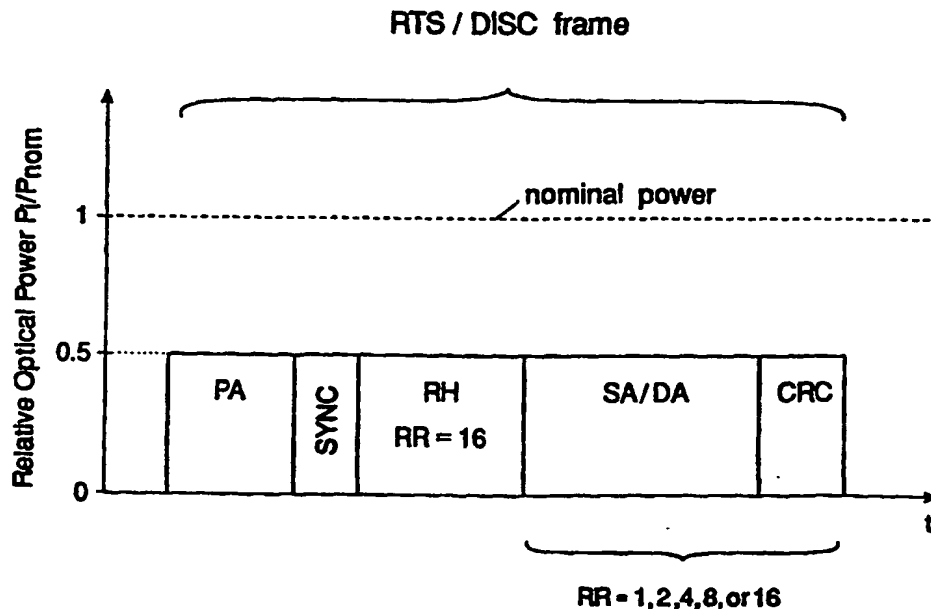 RTS / DISC frame
Relative Optical Power Pi/Pnom
nominal power
1
0.5
0
PA
SYNC
RH
RR = 16
SA/DA
CRC
t
RR = 1, 2, 4, 8, or 16